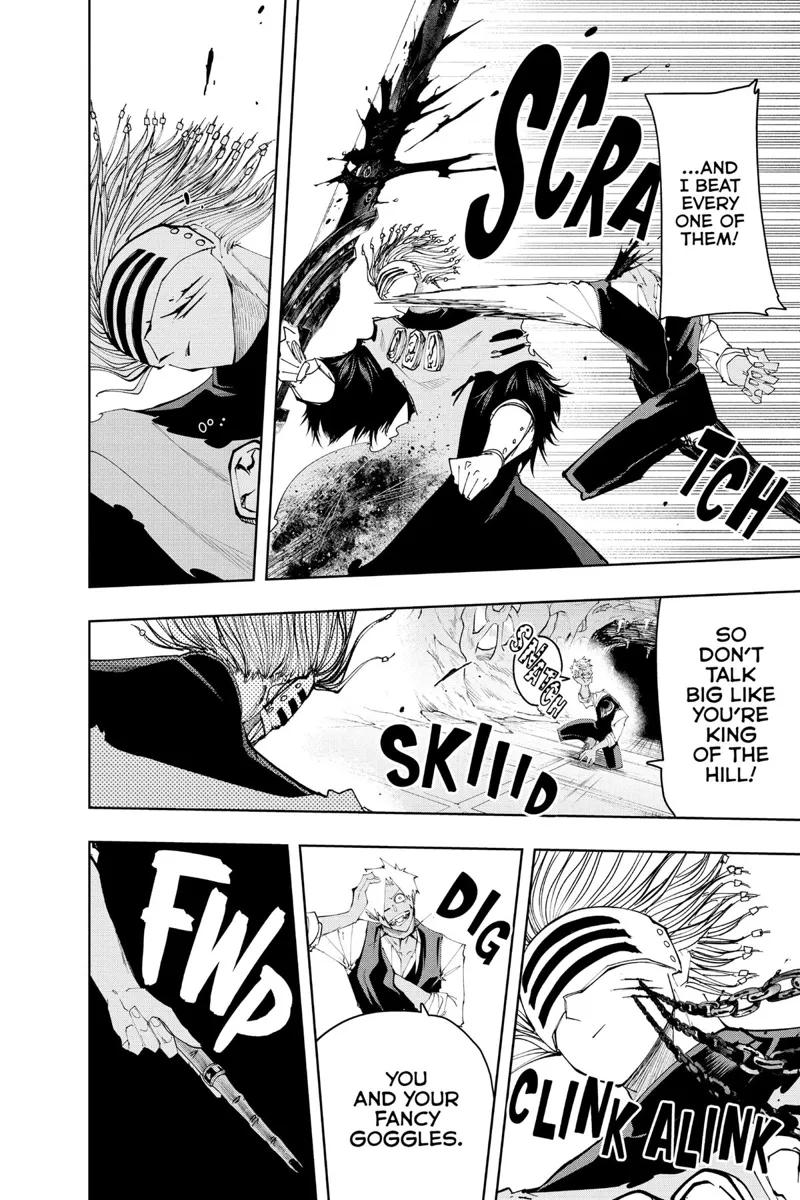 ...AND
I BEAT
EVERY
ONE OF
THEM!
SCRA
TCH
SO
DON'T
TALK
BIG LIKE
YOU'RE
KING
OF THE
HILL!
SNATCH
SKIIID
CLINK ALINK
DIG
YOU
AND YOUR
FANCY
GOGGLES.
FWP